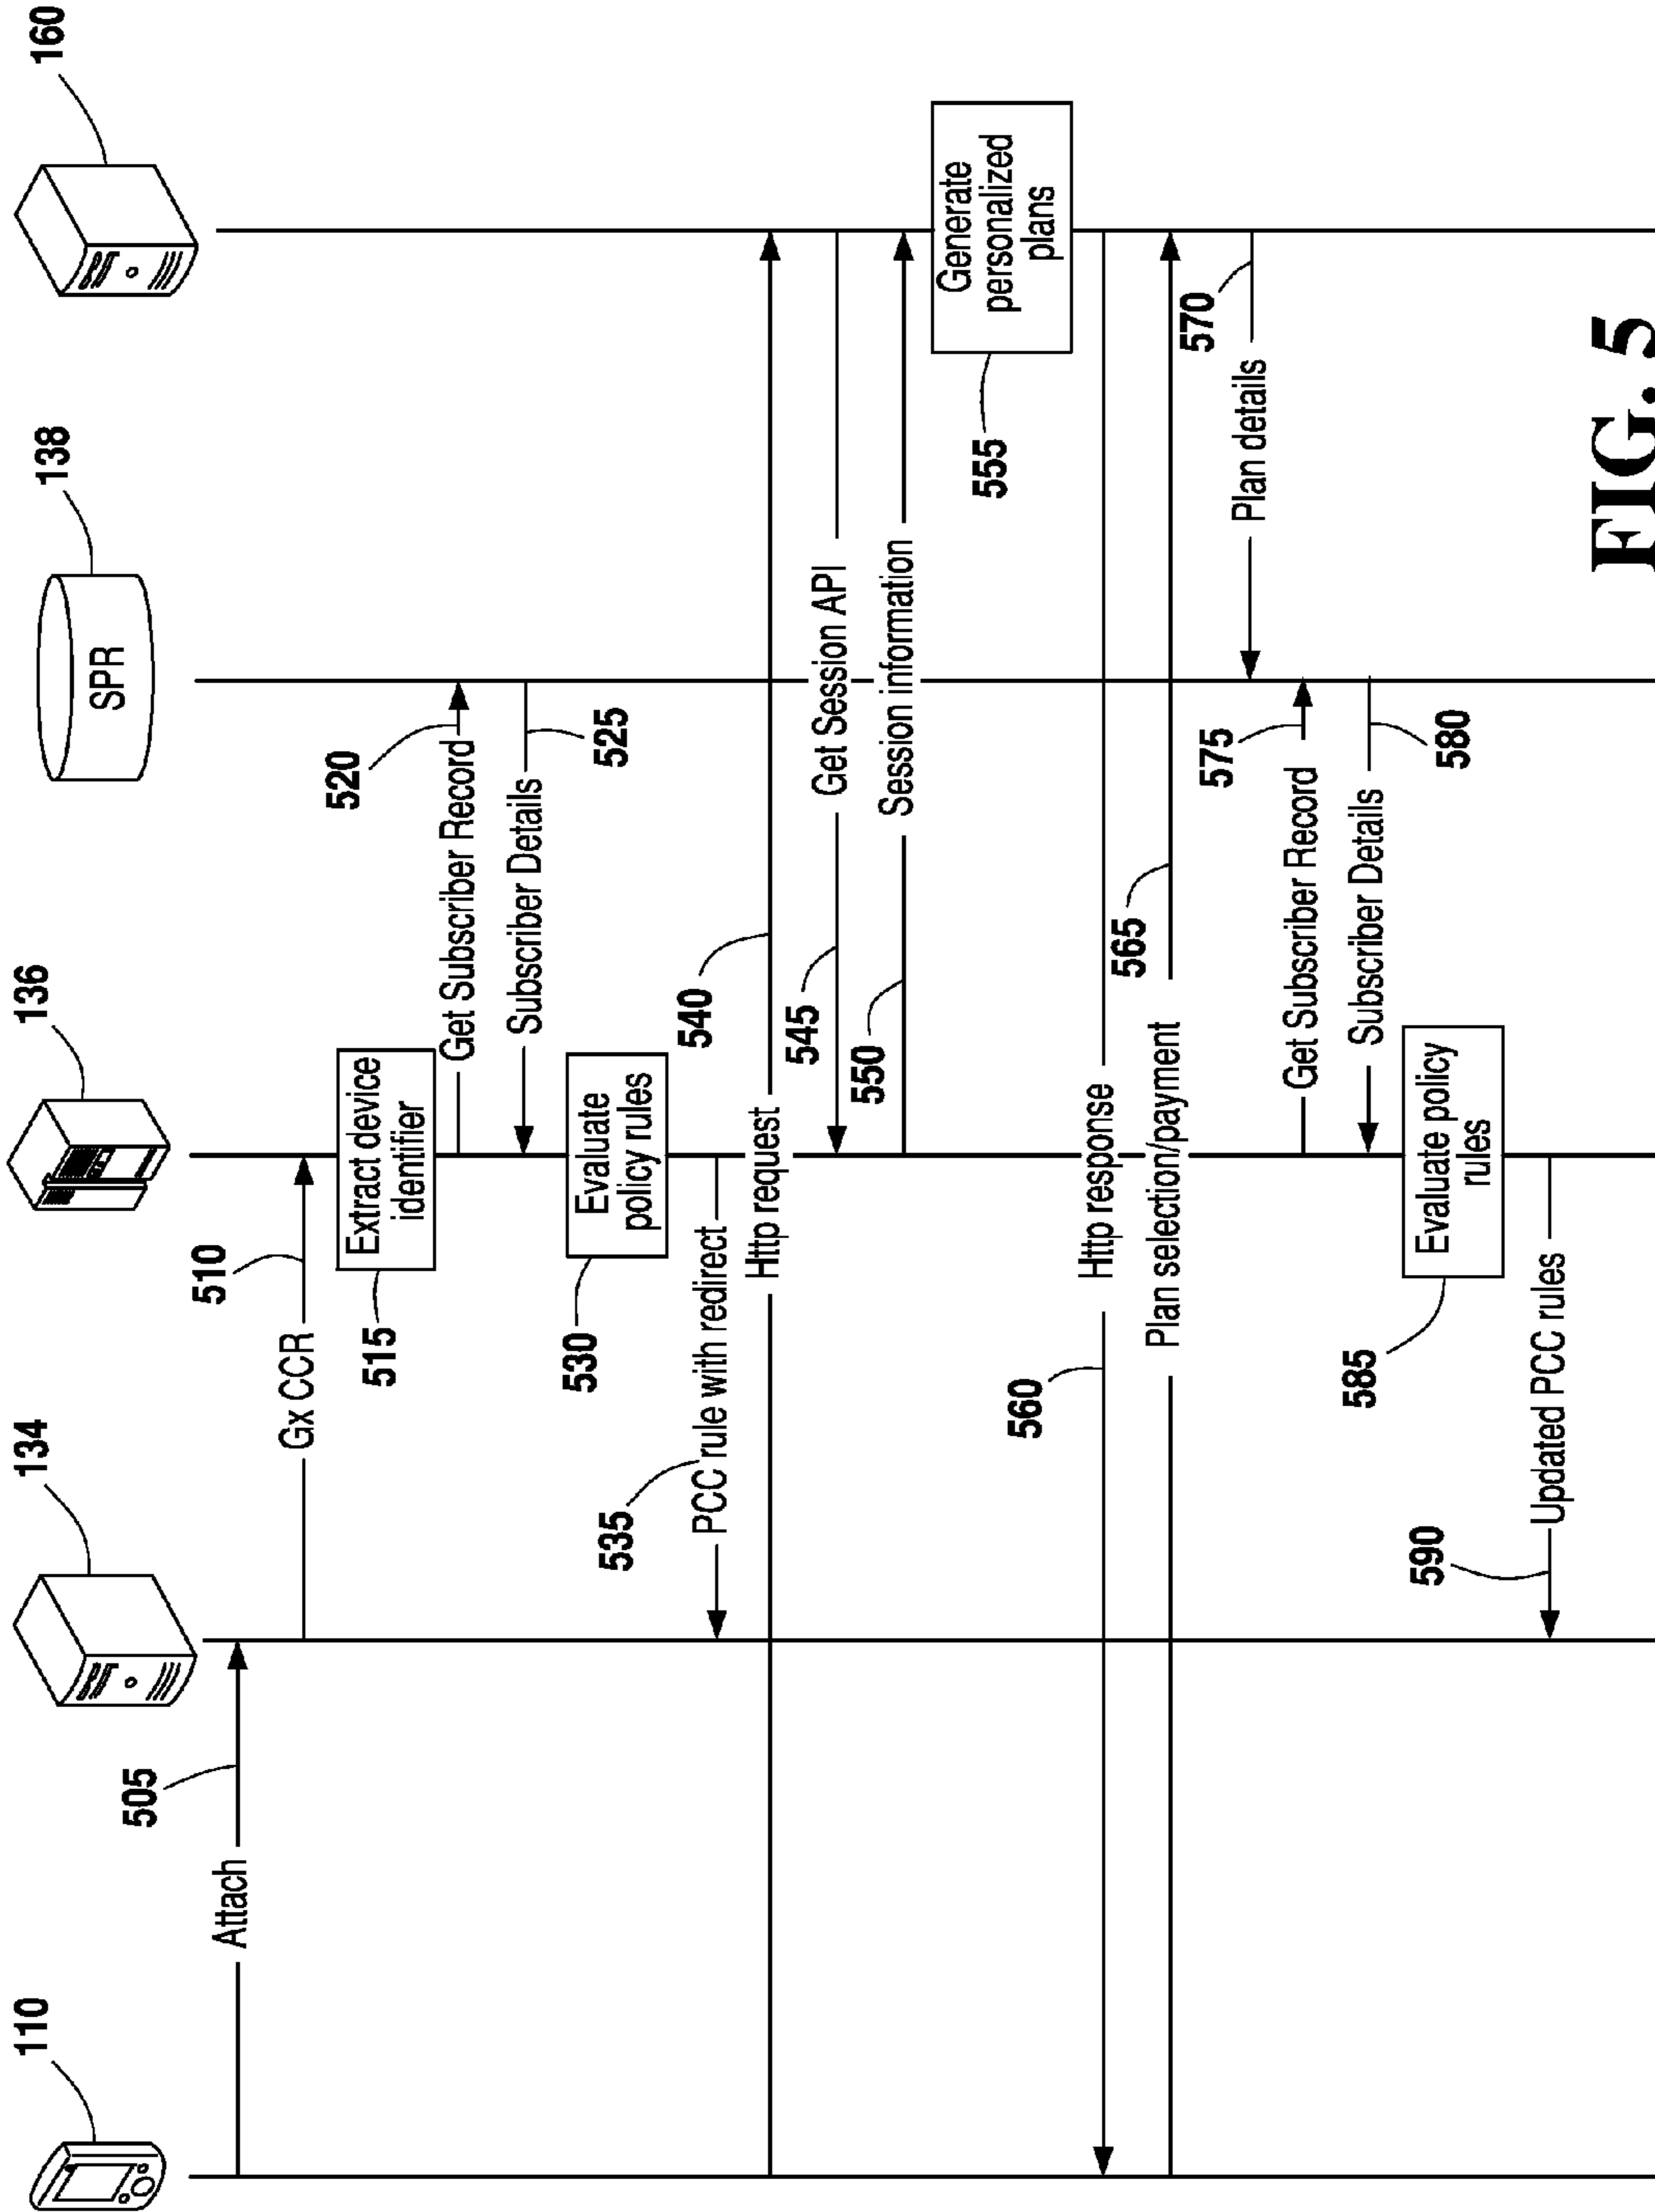 110
134
136
138
160
SPR
Attach
505
Gx CCR
510
Extract device
identifier
515
520
Get Subscriber Record
Subscriber Details
525
Evaluate
policy rules
530
535
PCC rule with redirect
540
Http request
545
Get Session API
550
Session information
Generate
personalized
plans
555
560
Http response
565
Plan selection/payment
570
Plan details
575
Get Subscriber Record
Subscriber Details
580
Evaluate policy
rules
585
590
Updated PCC rules
FIG. 5